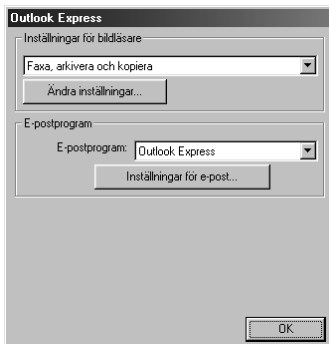 Outlook Express
Inställningar för bildläsare
Faxa, arkivera och kopiera
Ändra inställningar...
E-postprogram
E-postprogram: Outlook Express
Inställningar för e-post...
OK